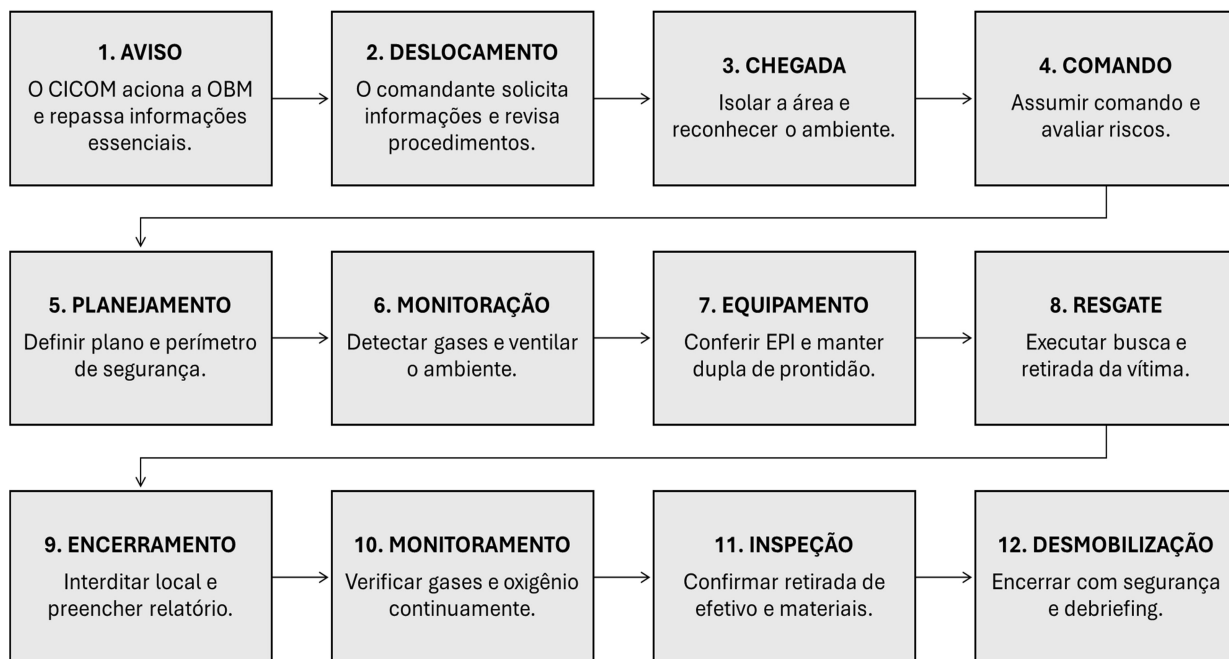 1. AVISO
O CICOM aciona a OBM
e repassa informações
essenciais.
2. DESLOCAMENTO
O comandante solicita
informações e revisa
procedimentos.
3. CHEGADA
Isolar a área e
reconhecer o ambiente.
4. COMANDO
Assumir comando e
avaliar riscos.
5. PLANEJAMENTO
Definir plano e perímetro
de segurança.
6. MONITORAÇÃO
Detectar gases e ventilar
o ambiente.
7. EQUIPAMENTO
Conferir EPI e manter
dupla de prontidão.
8. RESGATE
Executar busca e
retirada da vítima.
9. ENCERRAMENTO
Interditar local e
preencher relatório.
10. MONITORAMENTO
Verificar gases e oxigênio
continuamente.
11. INSPEÇÃO
Confirmar retirada de
efetivo e materiais.
12. DESMOBILIZAÇÃO
Encerrar com segurança
e debriefing.